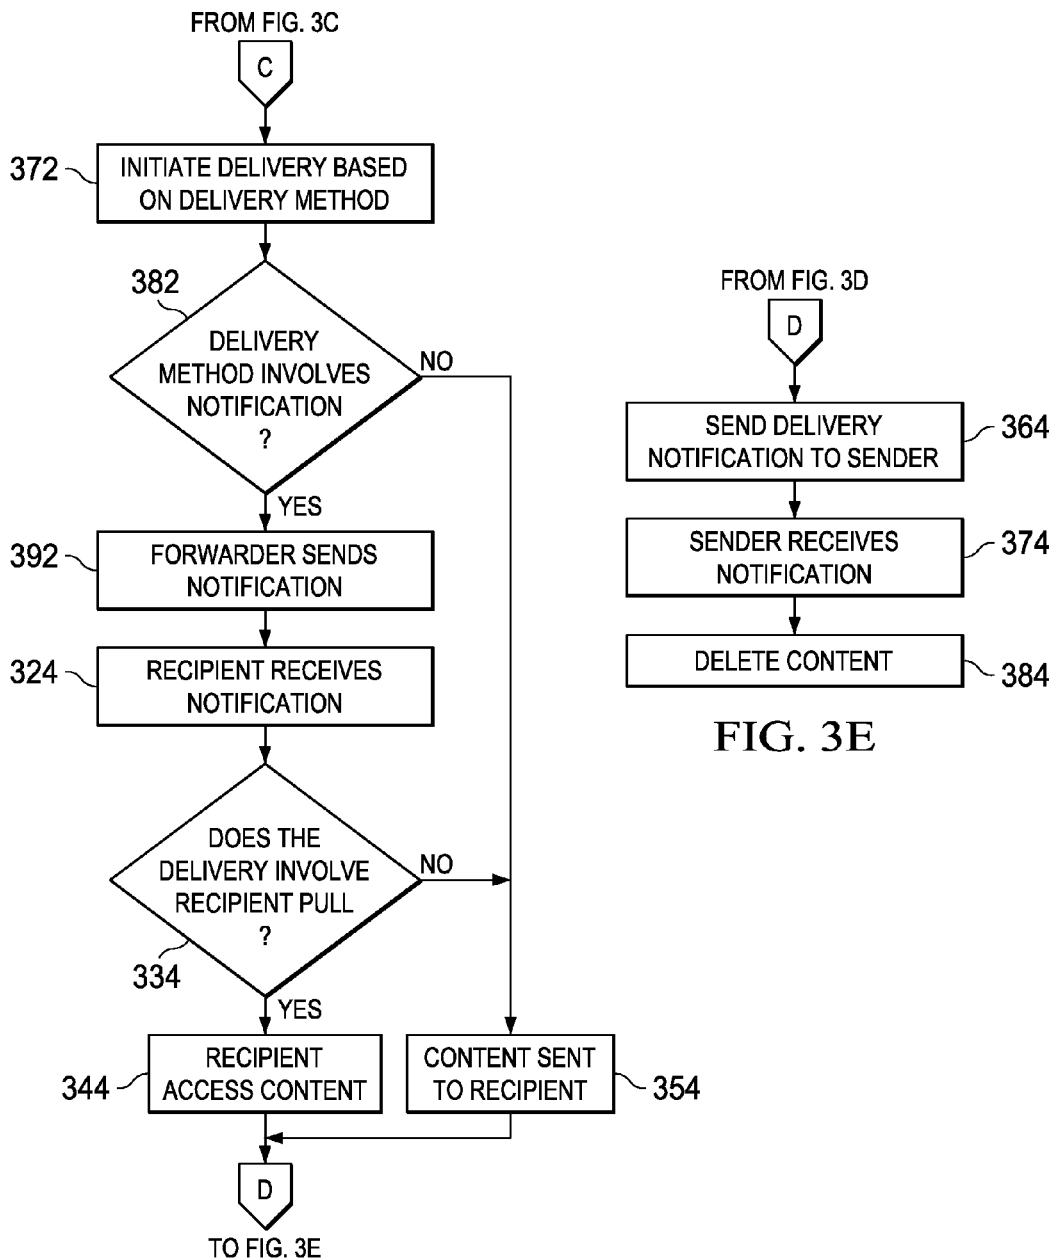 FROM FIG. 3C
C
372
INITIATE DELIVERY BASED
ON DELIVERY METHOD
382
DELIVERY
METHOD INVOLVES
NOTIFICATION
?
NO
YES
392
FORWARDER SENDS
NOTIFICATION
324
RECIPIENT RECEIVES
NOTIFICATION
DOES THE
DELIVERY INVOLVE
RECIPIENT PULL
?
NO
334
YES
344
RECIPIENT
ACCESS CONTENT
CONTENT SENT
TO RECIPIENT
354
D
TO FIG. 3E
FROM FIG. 3D
D
SEND DELIVERY
NOTIFICATION TO SENDER
364
SENDER RECEIVES
NOTIFICATION
374
DELETE CONTENT
384
FIG. 3E